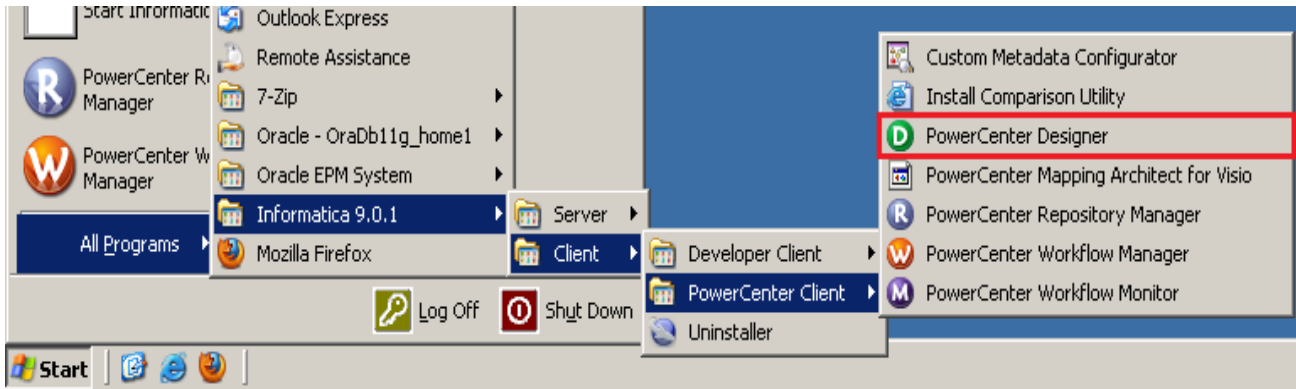 Start Informatic
PowerCenter R
Manager
PowerCenter W
Manager
All Programs
Outlook Express
Remote Assistance
7-Zip
Oracle - OraDb11g_home1
Oracle EPM System
Informatica 9.0.1
Mozilla Firefox
Server
Client
Developer Client
PowerCenter Client
Uninstaller
Custom Metadata Configurator
Install Comparison Utility
PowerCenter Designer
PowerCenter Mapping Architect for Visio
PowerCenter Repository Manager
PowerCenter Workflow Manager
PowerCenter Workflow Monitor
Log Off
Shut Down
Start